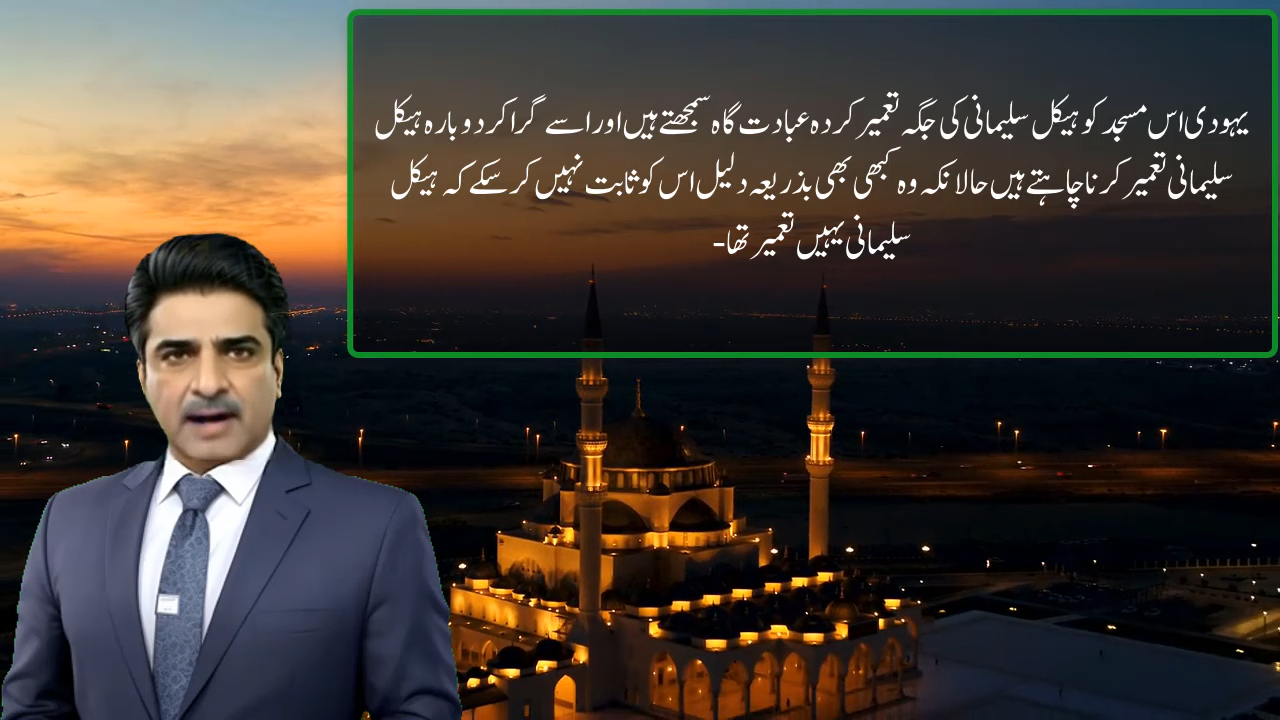 یہودی اس مسجد کو ہیکل سلیمانی کی جگہ تعمیر کردہ عبادت گاہ سمجھتے ہیں اور اسے گرا کر دوبارہ ہیکل
سلیمانی تعمیر کرنا چاہتے ہیں حالانکہ وہ کبھی بھی بذریعہ دلیل اس کو ثابت نہیں کر سکے کہ ہیکل
سلیمانی یہیں تعمیر تھا-